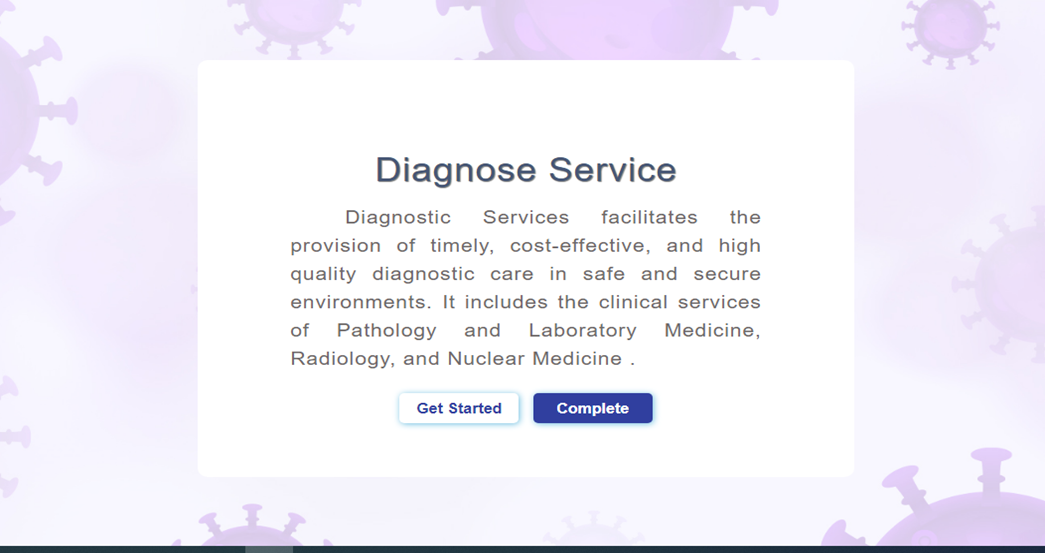 Diagnose Service
Diagnostic Services facilitates the
provision of timely, cost-effective, and high
quality diagnostic care in safe and secure
environments. It includes the clinical services
of Pathology and Laboratory Medicine,
Radiology, and Nuclear Medicine .
Get Started
Complete